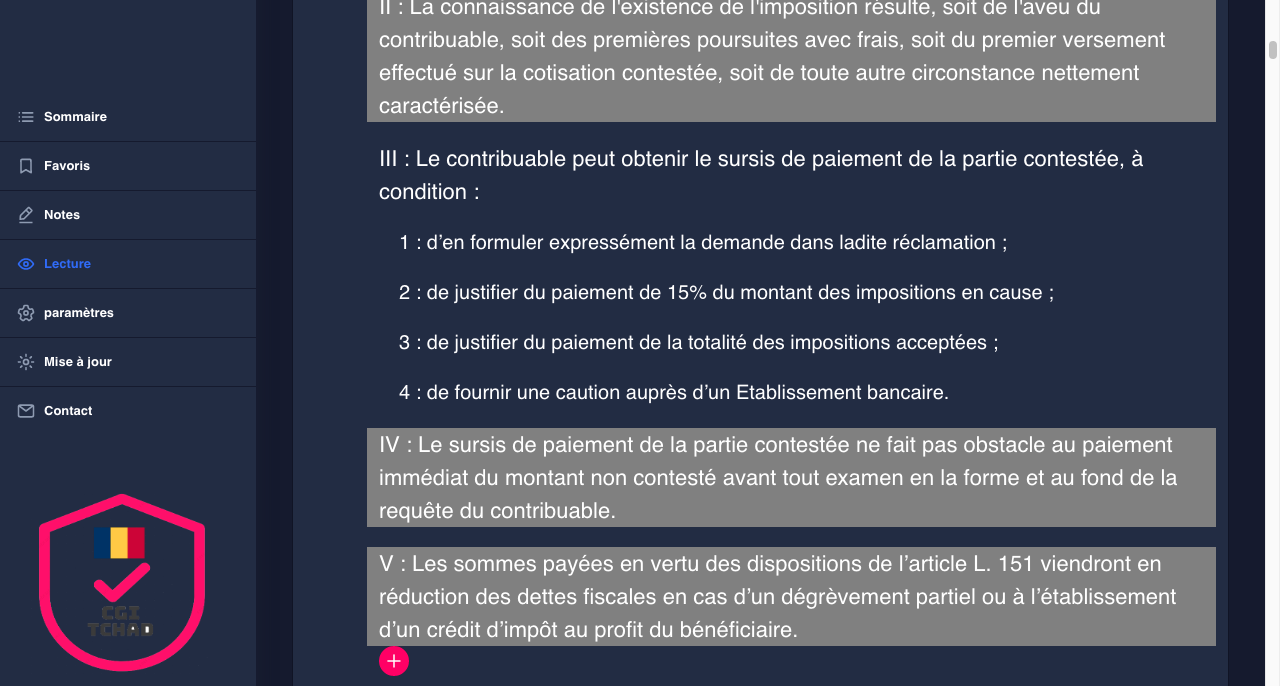 Sommaire
Favoris
Notes
Lecture
paramètres
Mise à jour
Contact
CGI
TCHAD
II : La connaissance de l'existence de l'imposition résulte, soit de l'aveu du
contribuable, soit des premières poursuites avec frais, soit du premier versement
effectué sur la cotisation contestée, soit de toute autre circonstance nettement
caractérisée.
III : Le contribuable peut obtenir le sursis de paiement de la partie contestée, à
condition :
1 : d’en formuler expressément la demande dans ladite réclamation ;
2 : de justifier du paiement de 15% du montant des impositions en cause ;
3 : de justifier du paiement de la totalité des impositions acceptées ;
4 : de fournir une caution auprès d’un Etablissement bancaire.
IV : Le sursis de paiement de la partie contestée ne fait pas obstacle au paiement
immédiat du montant non contesté avant tout examen en la forme et au fond de la
requête du contribuable.
V : Les sommes payées en vertu des dispositions de l’article L. 151 viendront en
réduction des dettes fiscales en cas d’un dégrèvement partiel ou à l’établissement
d’un crédit d’impôt au profit du bénéficiaire.